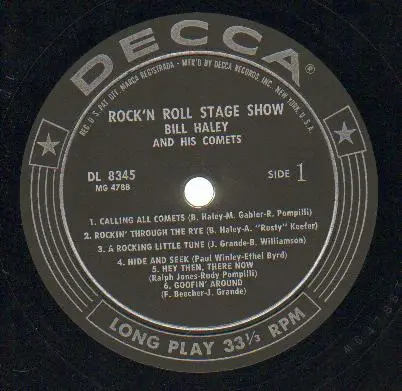 DECCA®
REG. U.S. PAT. OFF. MARCA REGISTRADA - MF'R BY DECCA RECORDS, INC., NEW YORK, U.S.A.
ROCK'N ROLL STAGE SHOW
BILL HALEY
AND HIS COMETS
DL 8345
MG 4788
SIDE 1
1. CALLING ALL COMETS (B. Haley-M. Gabler-R. Pompilli)
2. ROCKIN' THROUGH THE RYE (B. Haley-A. "Rusty" Keefer)
3. A ROCKING LITTLE TUNE (J. Grande-B. Williamson)
4. HIDE AND SEEK (Paul Winley-Ethel Byrd)
5. HEY THEN, THERE NOW
(Ralph Jones-Rudy Pompilli)
6. GOOFIN' AROUND
(F. Beecher-J. Grande)
LONG PLAY 33⅓ RPM